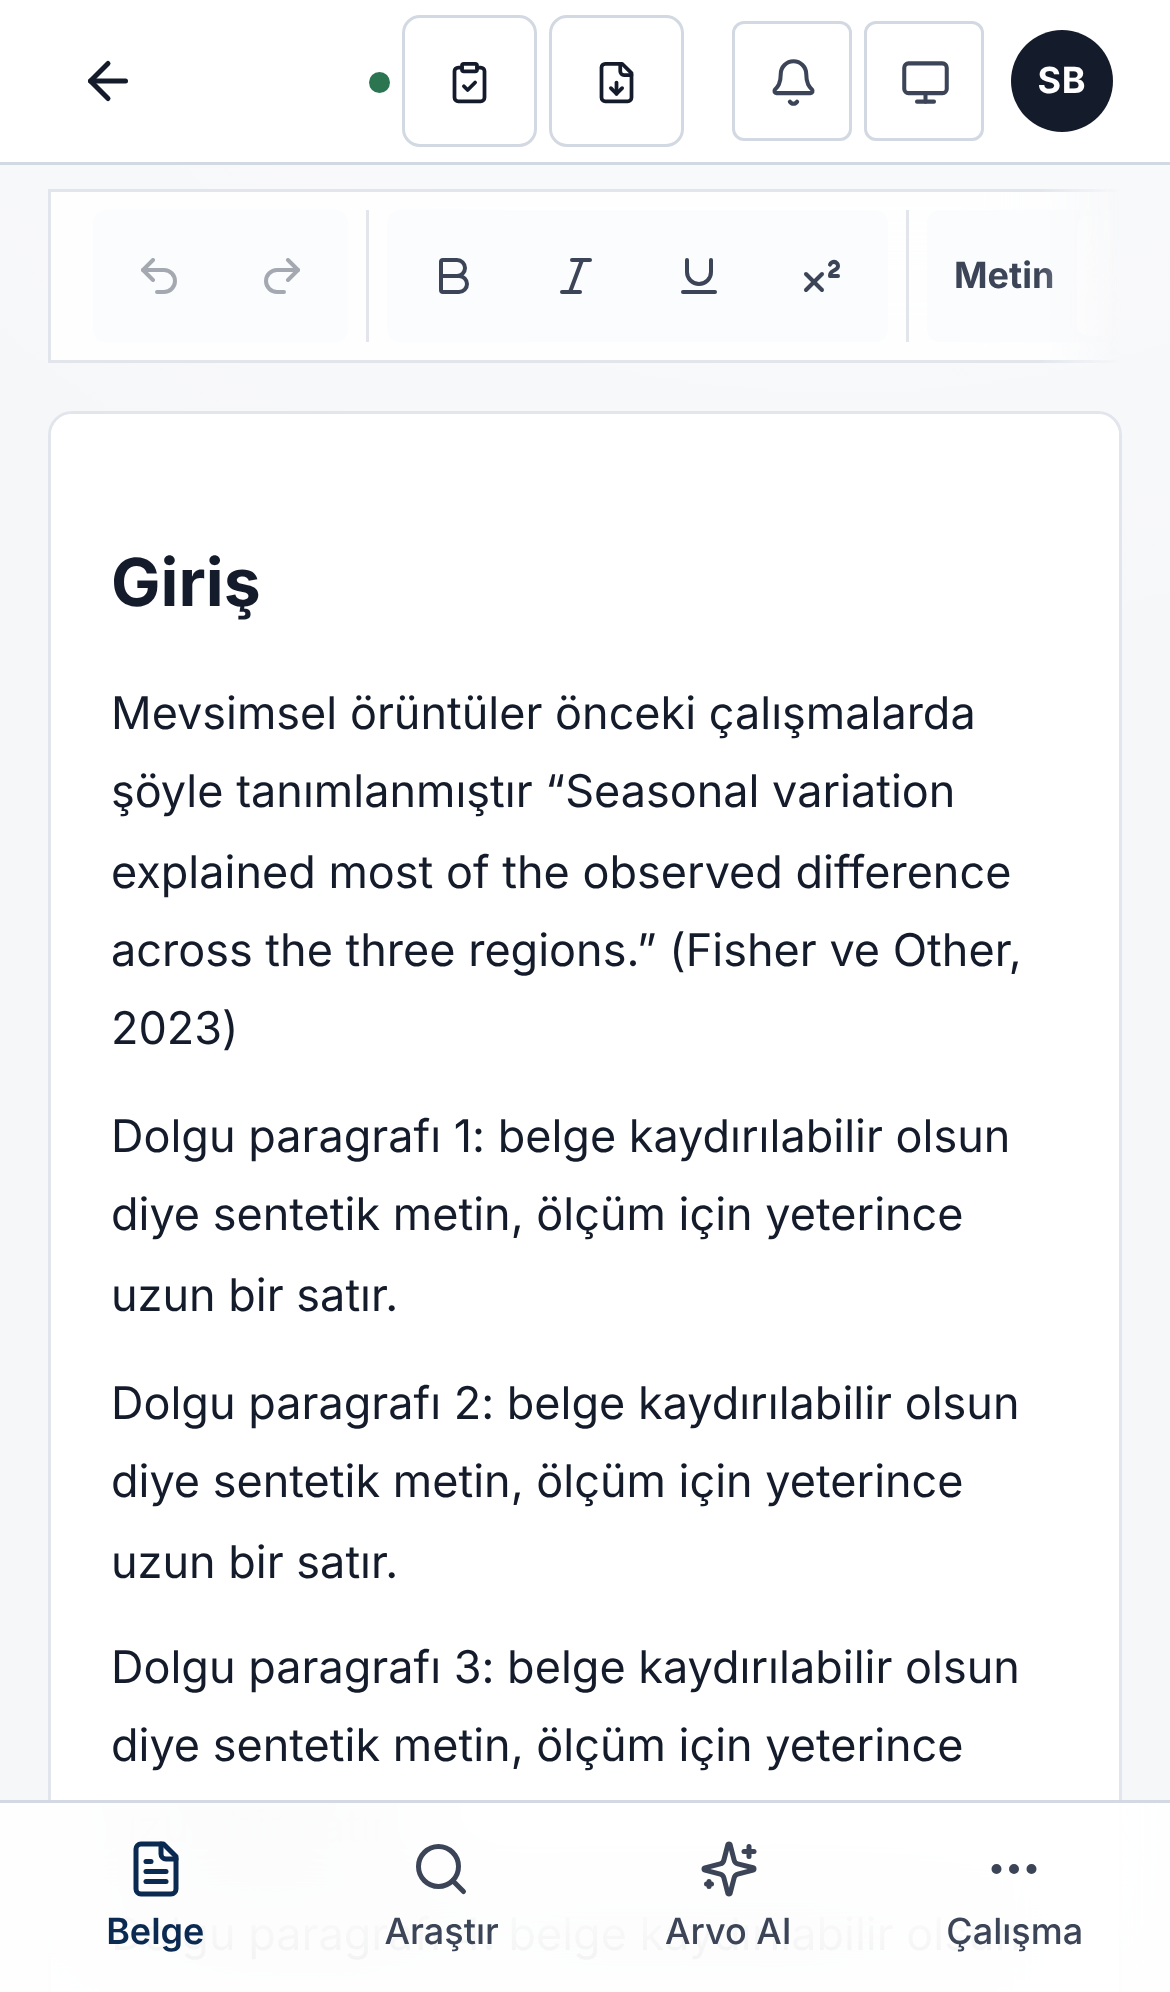 SB
B I U x²
Metin
Giriş
Mevsimsel örüntüler önceki çalışmalarda
şöyle tanımlanmıştır “Seasonal variation
explained most of the observed difference
across the three regions.” (Fisher ve Other,
2023)
Dolgu paragrafı 1: belge kaydırılabilir olsun
diye sentetik metin, ölçüm için yeterince
uzun bir satır.
Dolgu paragrafı 2: belge kaydırılabilir olsun
diye sentetik metin, ölçüm için yeterince
uzun bir satır.
Dolgu paragrafı 3: belge kaydırılabilir olsun
diye sentetik metin, ölçüm için yeterince
Belge Araştır Arvo AI Çalışma